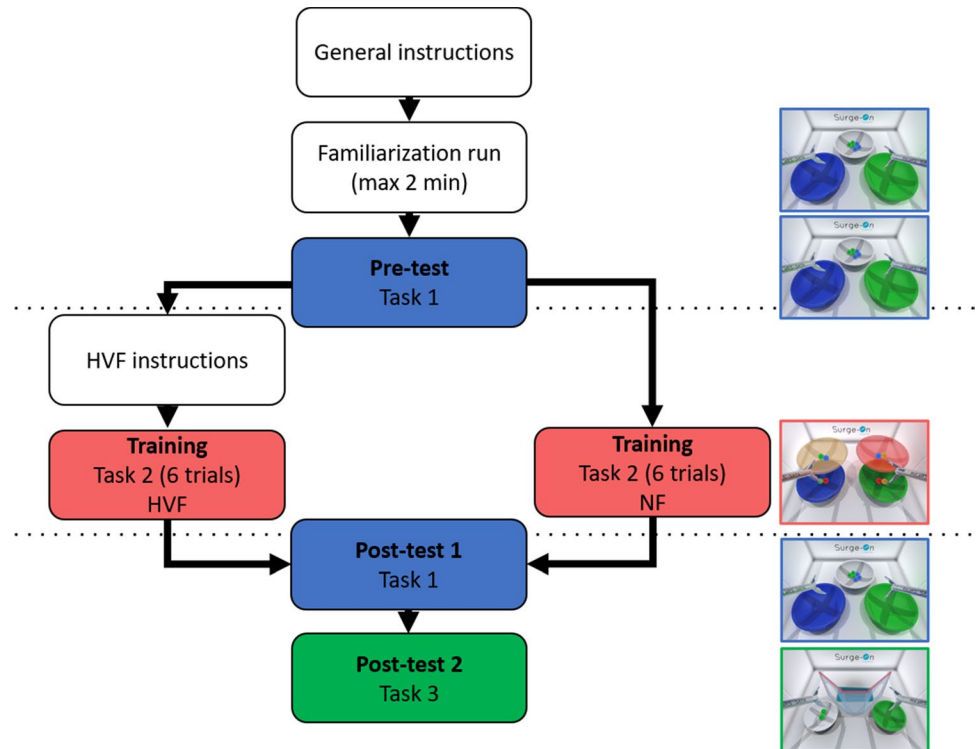 General instructions
Familiarization run
(max 2 min)
Surge-On
Pre-test
Task 1
Surge-On
HVF instructions
Training
Task 2 (6 trials)
HVF
Training
Task 2 (6 trials)
NF
Surge-On
Post-test 1
Task 1
Surge-On
Post-test 2
Task 3
Surge-On